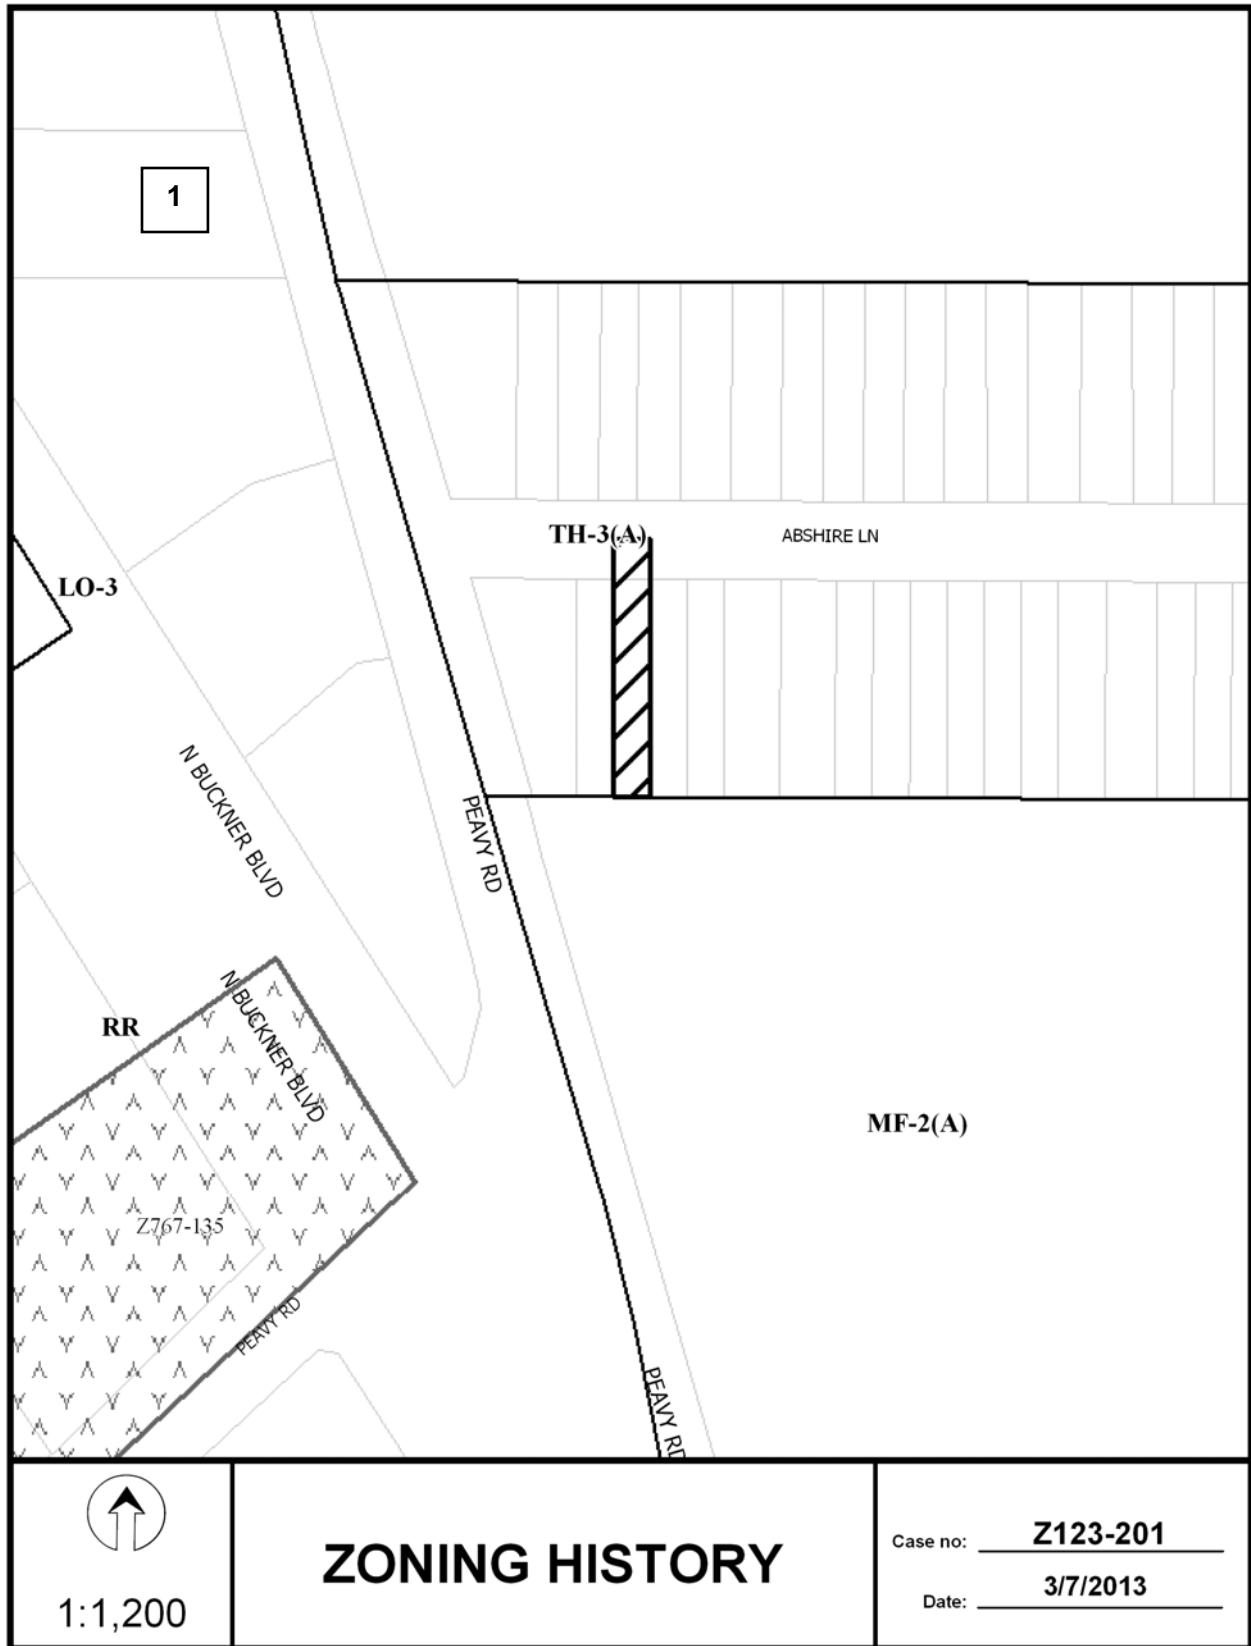 1
TH-3(A)
ABSHIRE LN
LO-3
N BUCKNER BLVD
PEAVY RD
N BUCKNER BLVD
RR
MF-2(A)
Z767-135
PEAVY RD
PEAVY RD
1:1,200
ZONING HISTORY
Case no: Z123-201
Date: 3/7/2013